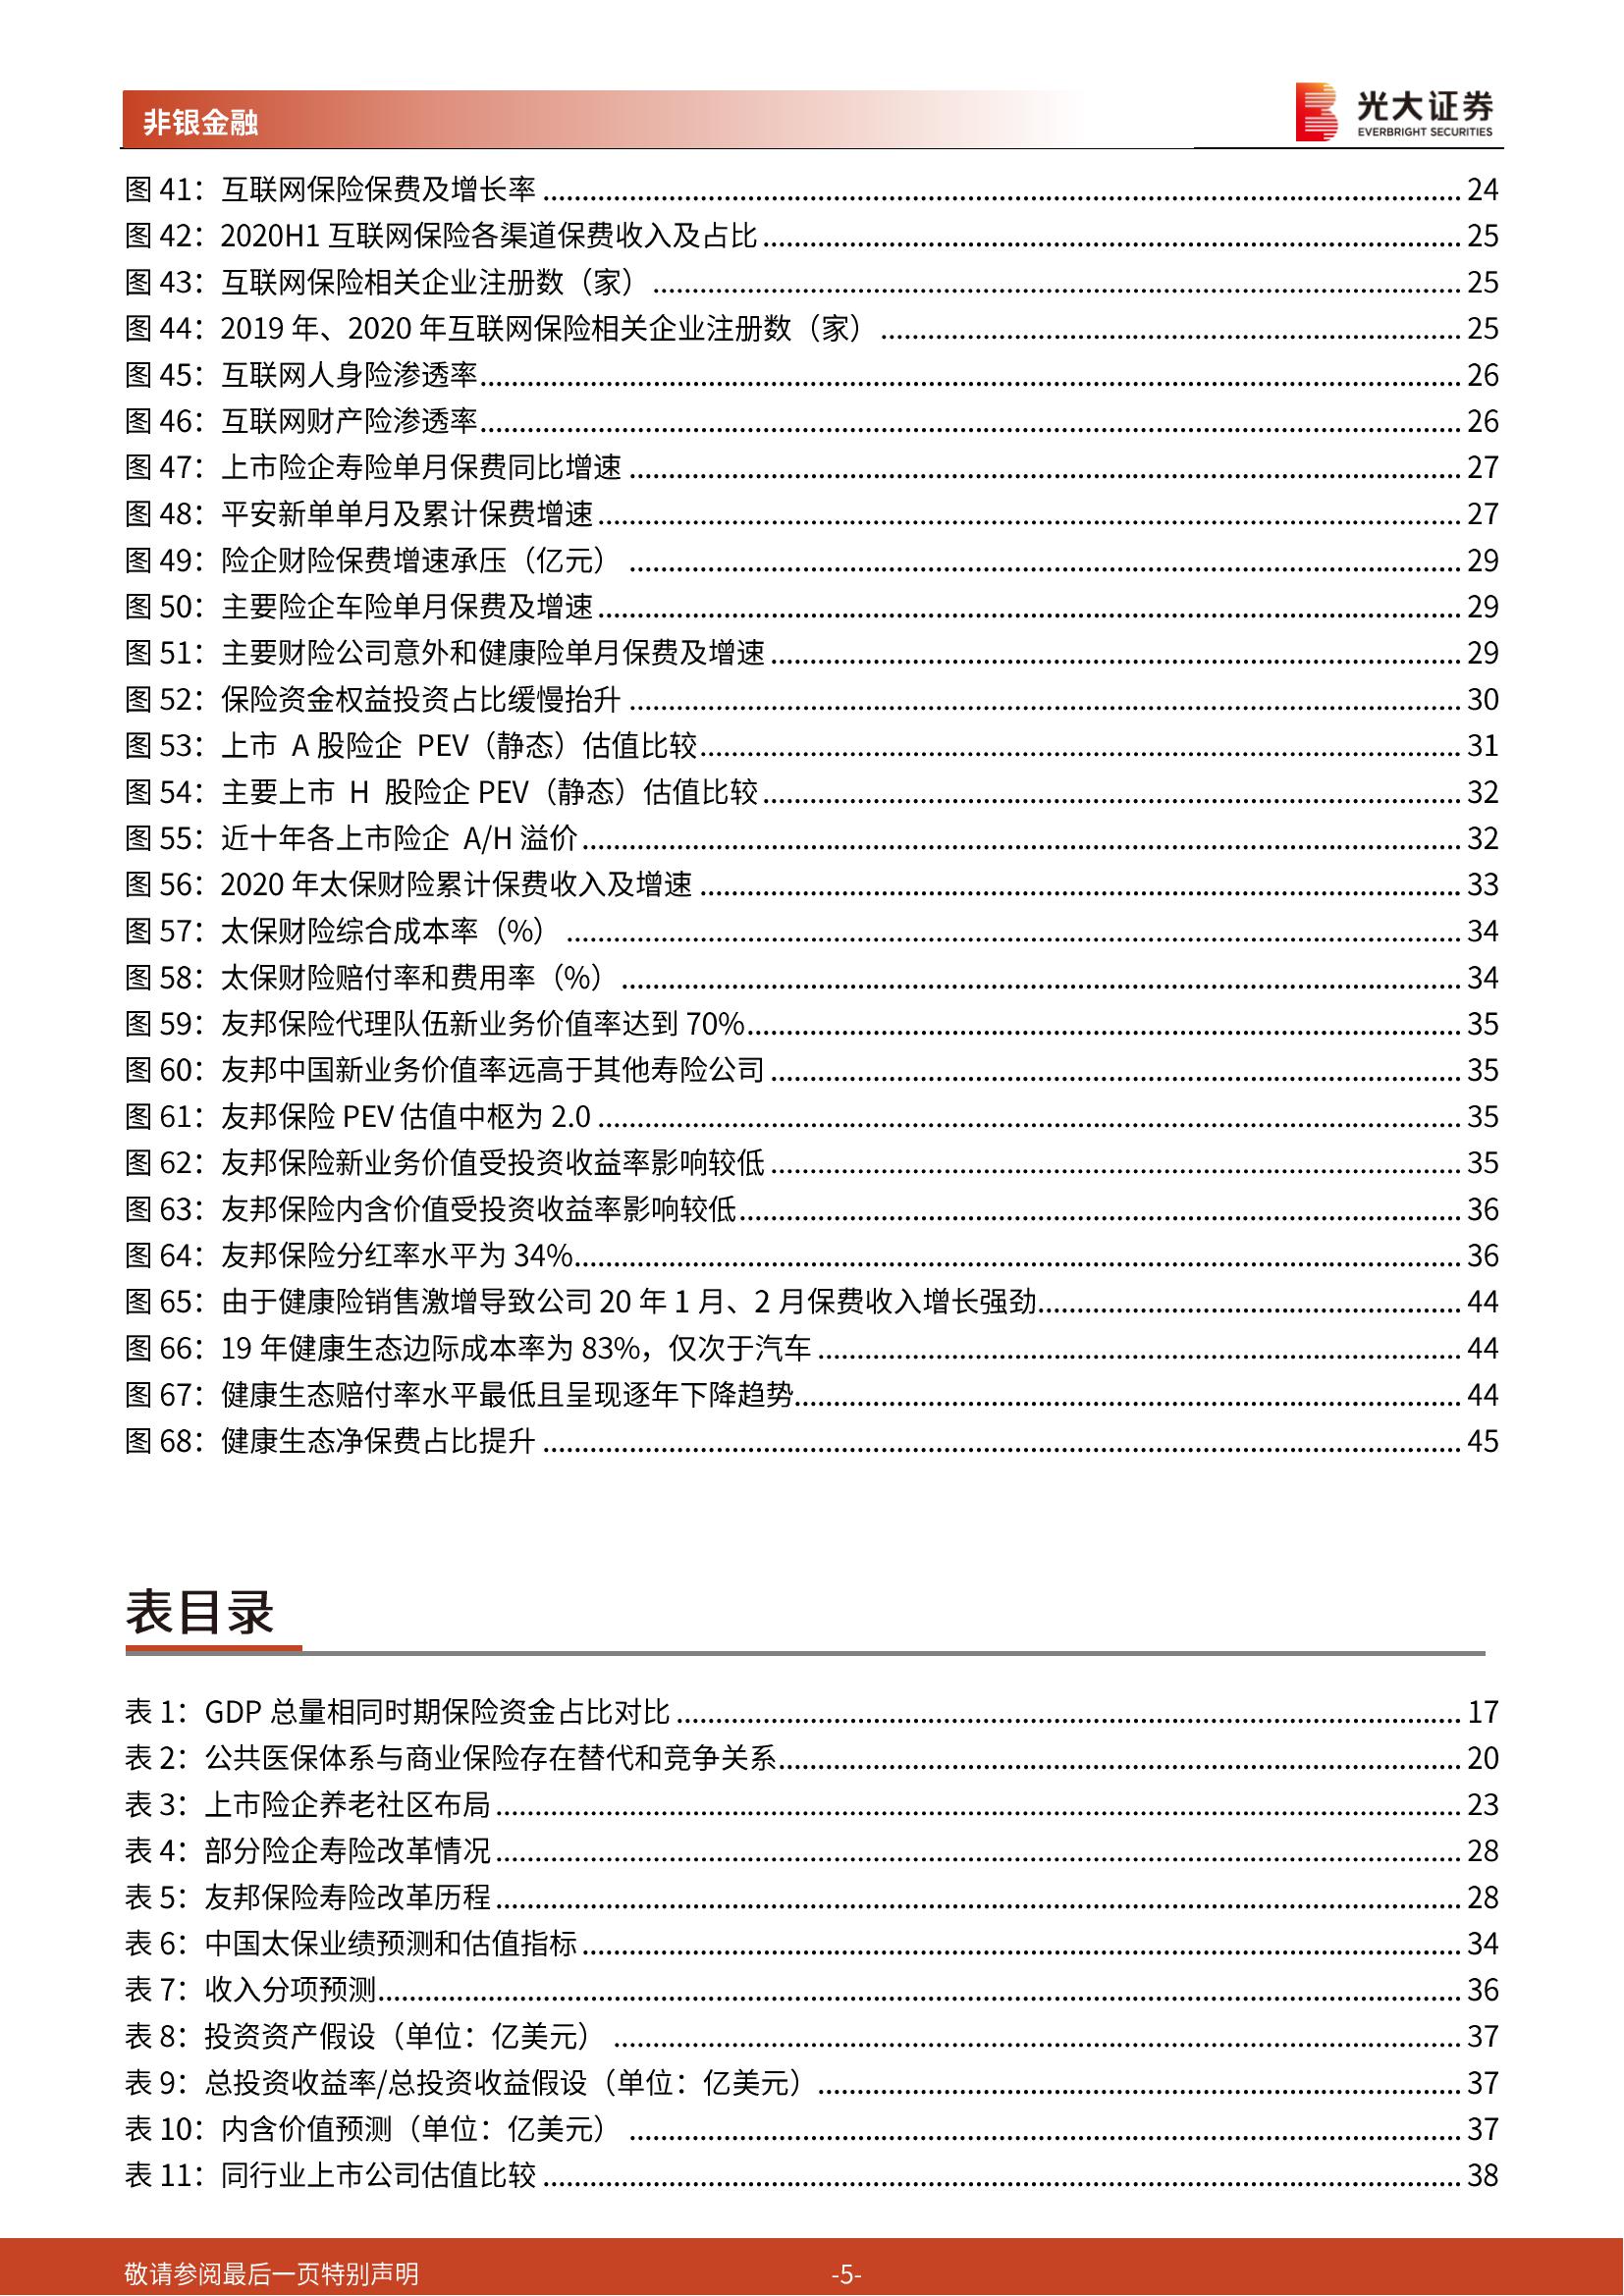 非银金融
光大证券
EVERBRIGHT SECURITIES
图 41：互联网保险保费及增长率 ........ 24
图 42：2020H1 互联网保险各渠道保费收入及占比 ........ 25
图 43：互联网保险相关企业注册数（家） ........ 25
图 44：2019 年、2020 年互联网保险相关企业注册数（家） ........ 25
图 45：互联网人身险渗透率 ........ 26
图 46：互联网财产险渗透率 ........ 26
图 47：上市险企寿险单月保费同比增速 ........ 27
图 48：平安新单单月及累计保费增速 ........ 27
图 49：险企财险保费增速承压（亿元） ........ 29
图 50：主要险企车险单月保费及增速 ........ 29
图 51：主要财险公司意外和健康险单月保费及增速 ........ 29
图 52：保险资金权益投资占比缓慢抬升 ........ 30
图 53：上市 A 股险企 PEV（静态）估值比较 ........ 31
图 54：主要上市 H 股险企 PEV（静态）估值比较 ........ 32
图 55：近十年各上市险企 A/H 溢价 ........ 32
图 56：2020 年太保财险累计保费收入及增速 ........ 33
图 57：太保财险综合成本率（%） ........ 34
图 58：太保财险赔付率和费用率（%） ........ 34
图 59：友邦保险代理队伍新业务价值率达到 70% ........ 35
图 60：友邦中国新业务价值率远高于其他寿险公司 ........ 35
图 61：友邦保险 PEV 估值中枢为 2.0 ........ 35
图 62：友邦保险新业务价值受投资收益率影响较低 ........ 35
图 63：友邦保险内含价值受投资收益率影响较低 ........ 36
图 64：友邦保险分红率水平为 34% ........ 36
图 65：由于健康险销售激增导致公司 20 年 1 月、2 月保费收入增长强劲 ........ 44
图 66：19 年健康生态边际成本率为 83%，仅次于汽车 ........ 44
图 67：健康生态赔付率水平最低且呈现逐年下降趋势 ........ 44
图 68：健康生态净保费占比提升 ........ 45
表目录
表 1：GDP 总量相同时期保险资金占比对比 ........ 17
表 2：公共医保体系与商业保险存在替代和竞争关系 ........ 20
表 3：上市险企养老社区布局 ........ 23
表 4：部分险企寿险改革情况 ........ 28
表 5：友邦保险寿险改革历程 ........ 28
表 6：中国太保业绩预测和估值指标 ........ 34
表 7：收入分项预测 ........ 36
表 8：投资资产假设（单位：亿美元） ........ 37
表 9：总投资收益率/总投资收益假设（单位：亿美元） ........ 37
表 10：内含价值预测（单位：亿美元） ........ 37
表 11：同行业上市公司估值比较 ........ 38
敬请参阅最后一页特别声明
-5-